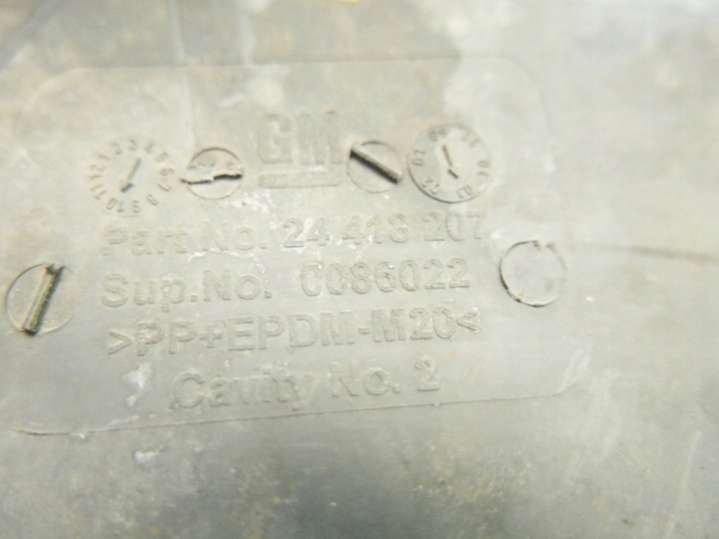 GM
Part.No. 24 418 207
Sup.No. 0086022
>PP+EPDM-M20<
Cavity No. 2